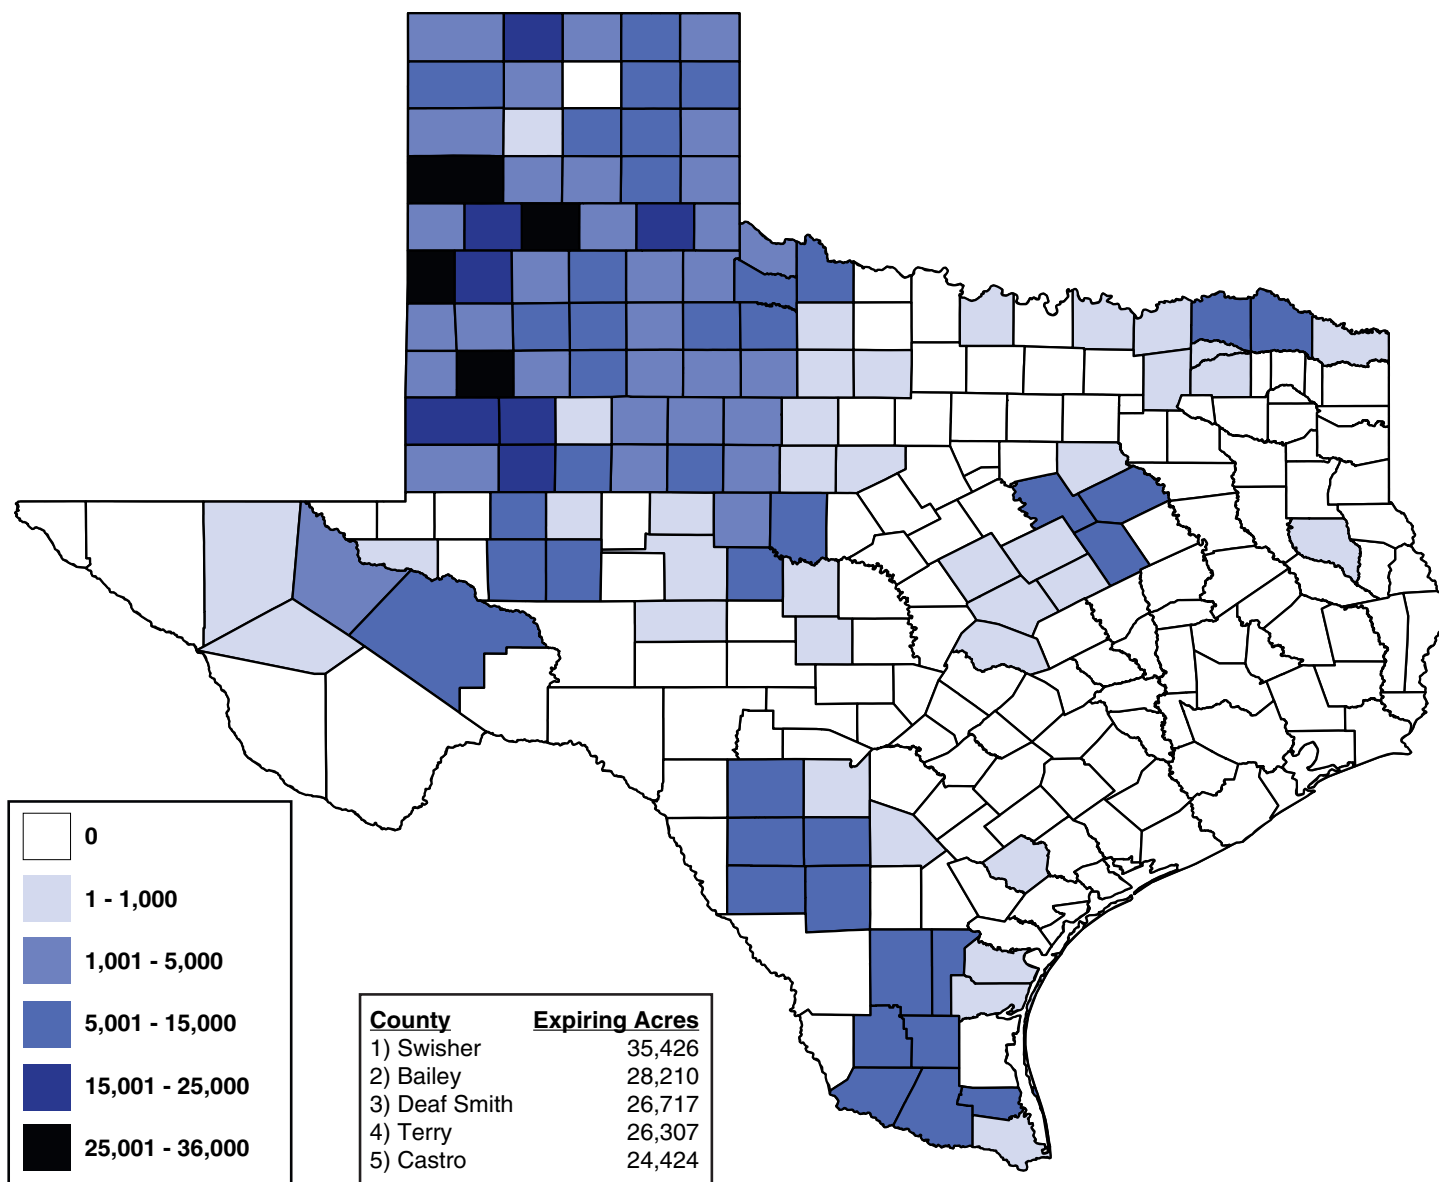 0
1 - 1,000
1,001 - 5,000
5,001 - 15,000
15,001 - 25,000
25,001 - 36,000
County Expiring Acres
1) Swisher 35,426
2) Bailey 28,210
3) Deaf Smith 26,717
4) Terry 26,307
5) Castro 24,424